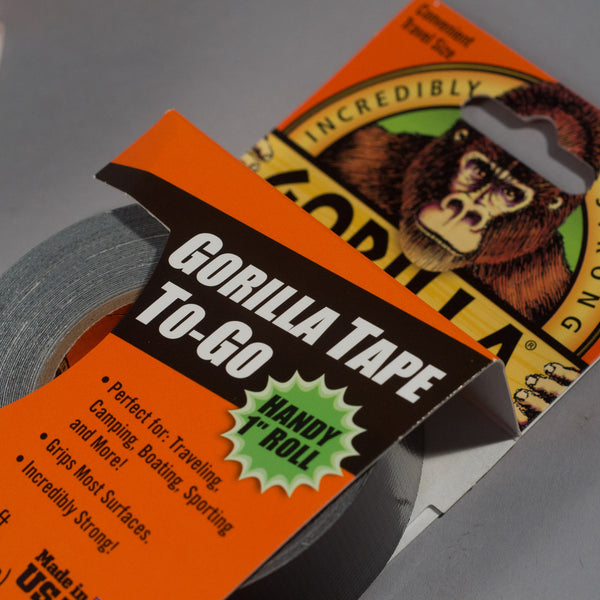 Convenient
Travel Size
INCREDIBLY
STRONG
GORILLA®
GORILLA TAPE
TO-GO
HANDY
1" ROLL
• Perfect for: Traveling,
Camping, Boating, Sporting
and More!
• Grips Most Surfaces.
• Incredibly Strong!
Made in
USA